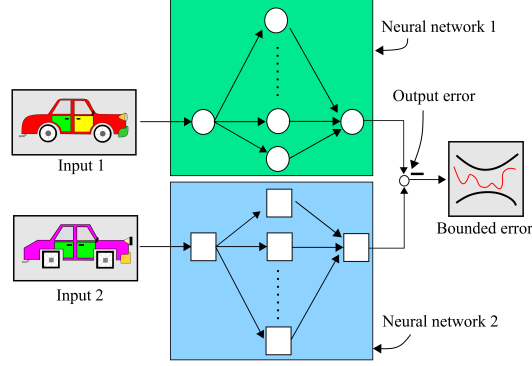 Neural network 1
Output error
Input 1
Bounded error
Input 2
Neural network 2